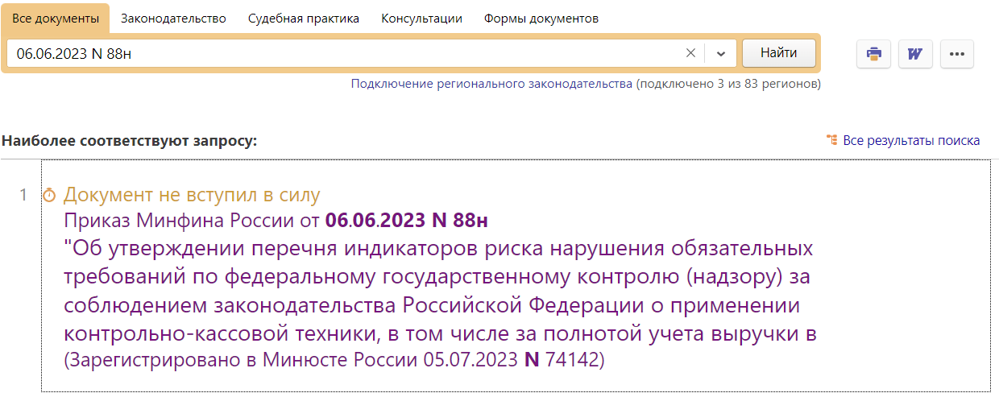 Все документы Законодательство Судебная практика Консультации Формы документов
06.06.2023 N 88н Найти
Подключение регионального законодательства (подключено 3 из 83 регионов)
Наиболее соответствуют запросу: Все результаты поиска
1 Документ не вступил в силу
Приказ Минфина России от 06.06.2023 N 88н
"Об утверждении перечня индикаторов риска нарушения обязательных
требований по федеральному государственному контролю (надзору) за
соблюдением законодательства Российской Федерации о применении
контрольно-кассовой техники, в том числе за полнотой учета выручки в
(Зарегистрировано в Минюсте России 05.07.2023 N 74142)